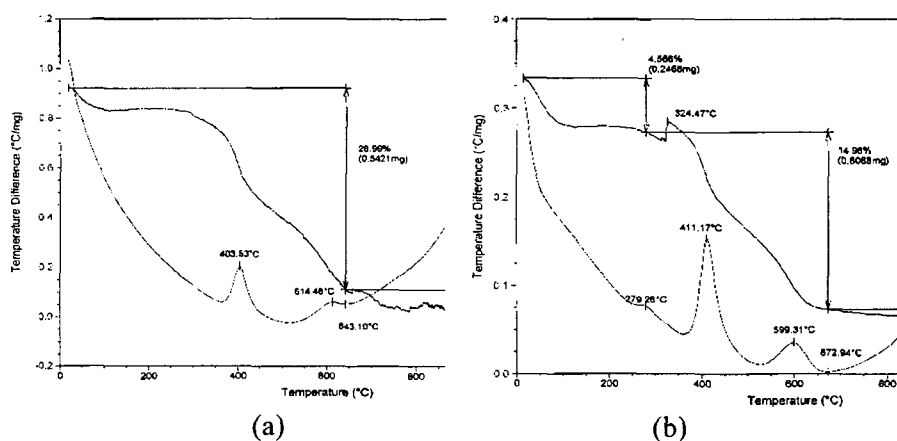 1.2
1.0
0.8
0.6
0.4
0.2
0.0
-0.2
Temperature Difference (°C/mg)
26.99%
(0.5421mg)
403.53°C
614.48°C
643.10°C
0
200
400
600
800
Temperature (°C)
(a)
0.4
0.3
0.2
0.1
0.0
Temperature Difference (°C/mg)
4.566%
(0.2466mg)
324.47°C
14.98%
(0.8088mg)
411.17°C
279.26°C
599.31°C
672.94°C
0
200
400
600
Temperature (°C)
(b)